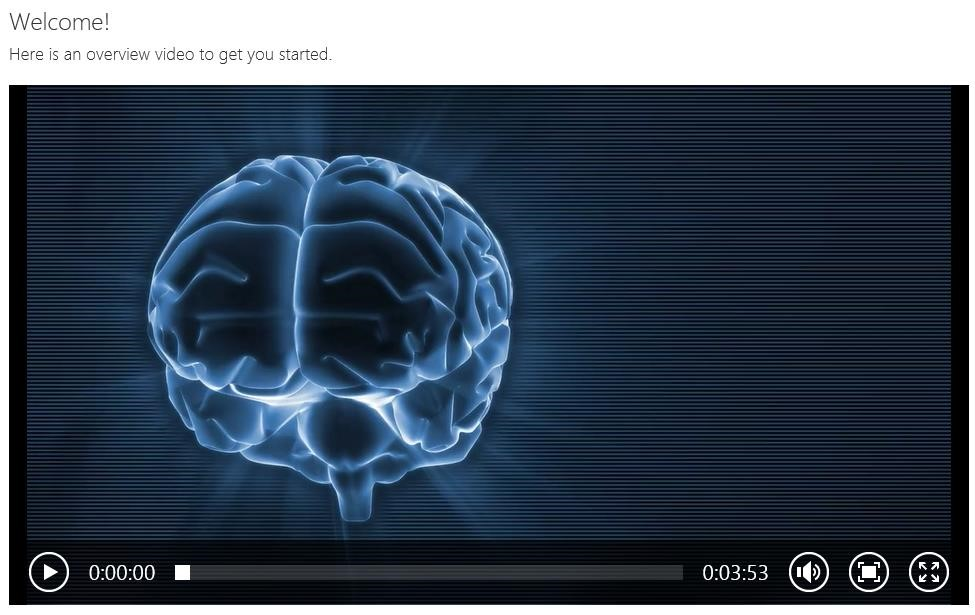 Welcome!
Here is an overview video to get you started.
0:00:00
0:03:53